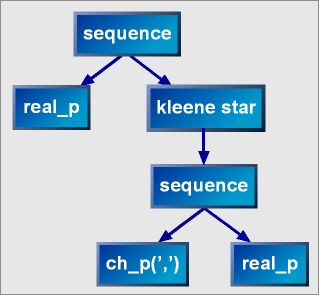 sequence
real_p
kleene star
sequence
ch_p(’,’)
real_p